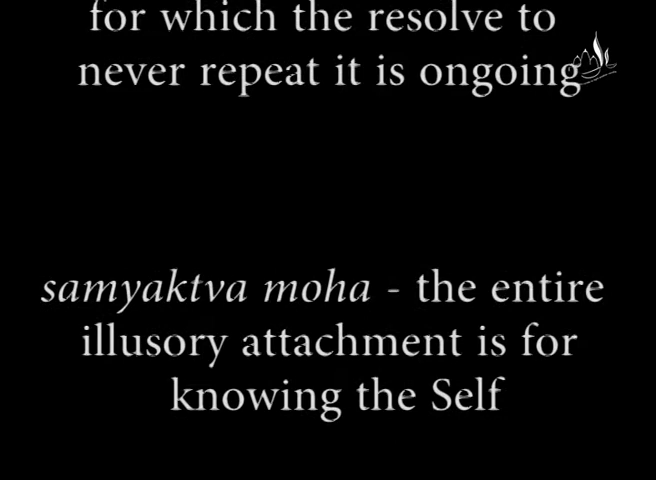 for which the resolve to
never repeat it is ongoing
samyaktva moha - the entire
illusory attachment is for
knowing the Self